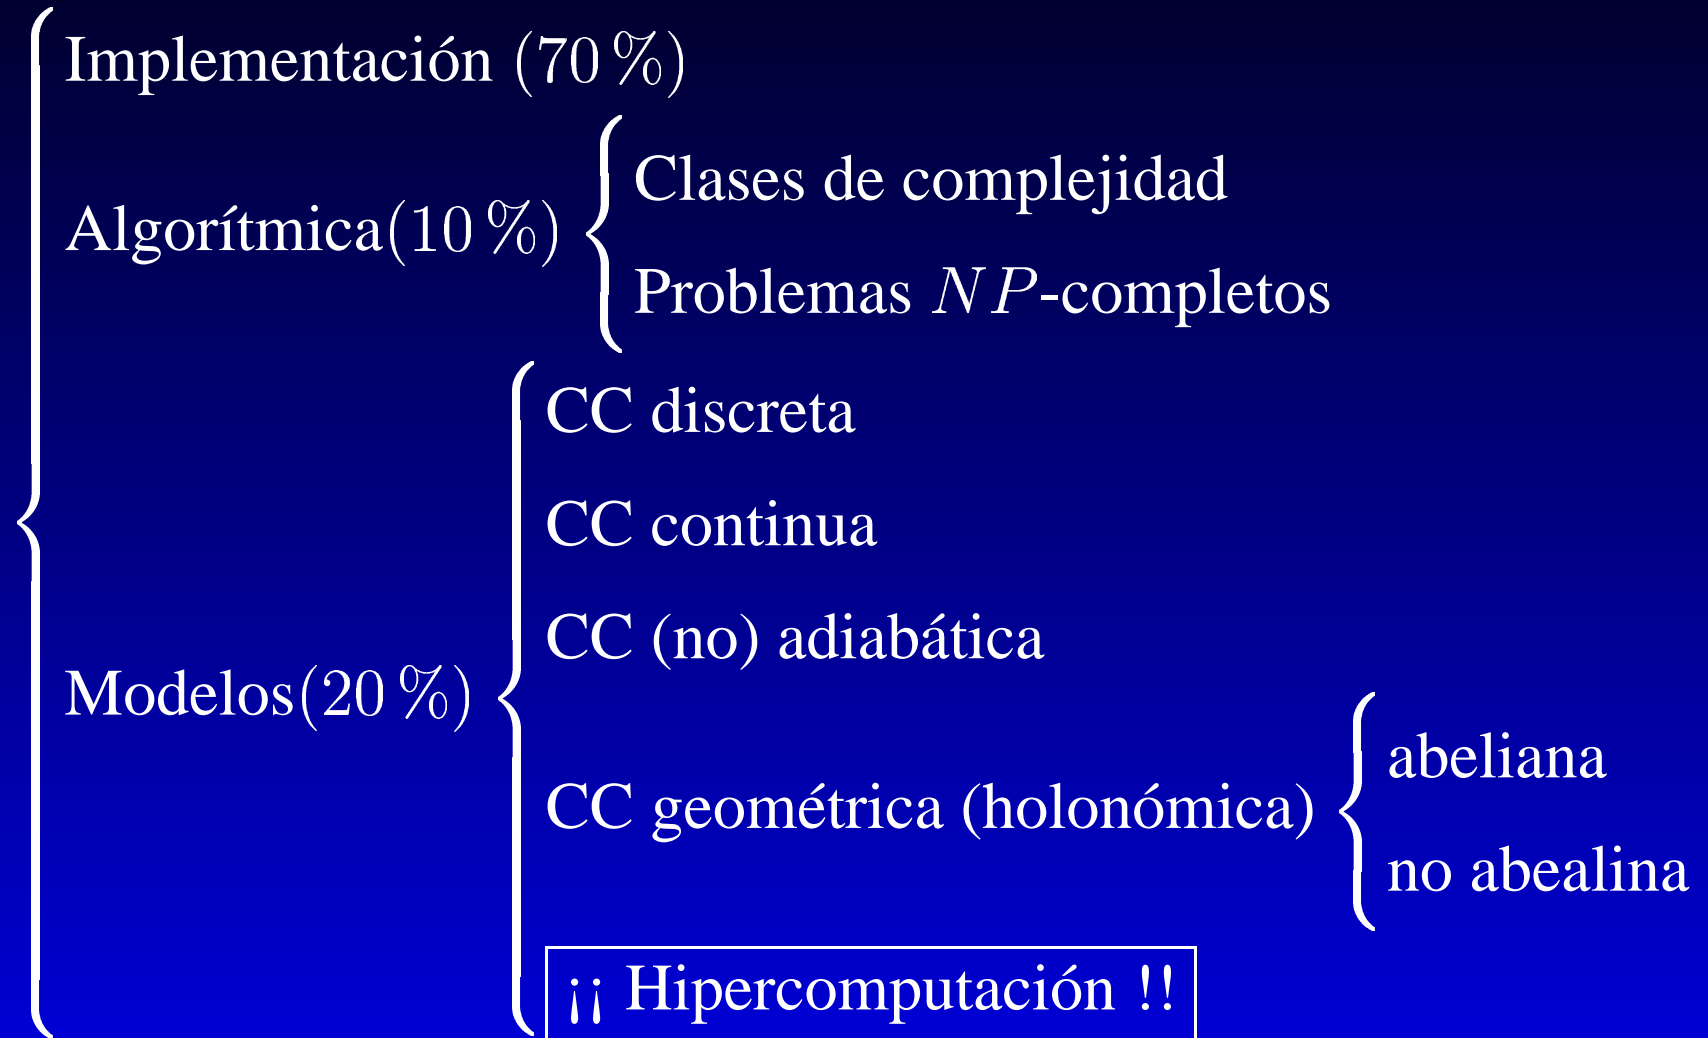 Implementación (70 %)
Algorítmica(10 %)
Clases de complejidad
Problemas NP-completos
Modelos(20 %)
CC discreta
CC continua
CC (no) adiabática
CC geométrica (holonómica)
abeliana
no abealina
¡¡ Hipercomputación !!